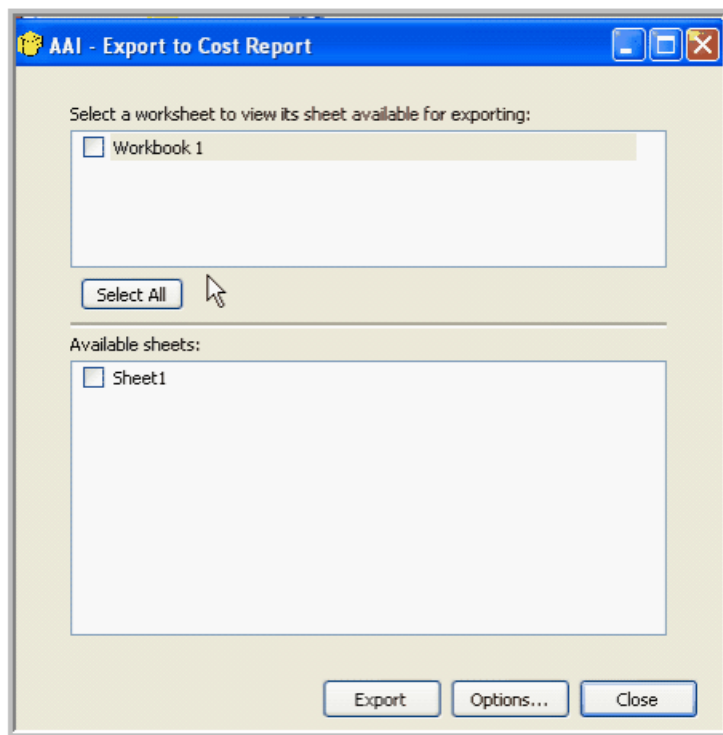 AAI - Export to Cost Report
Select a worksheet to view its sheet available for exporting:
Workbook 1
Select All
Available sheets:
Sheet1
Export Options... Close